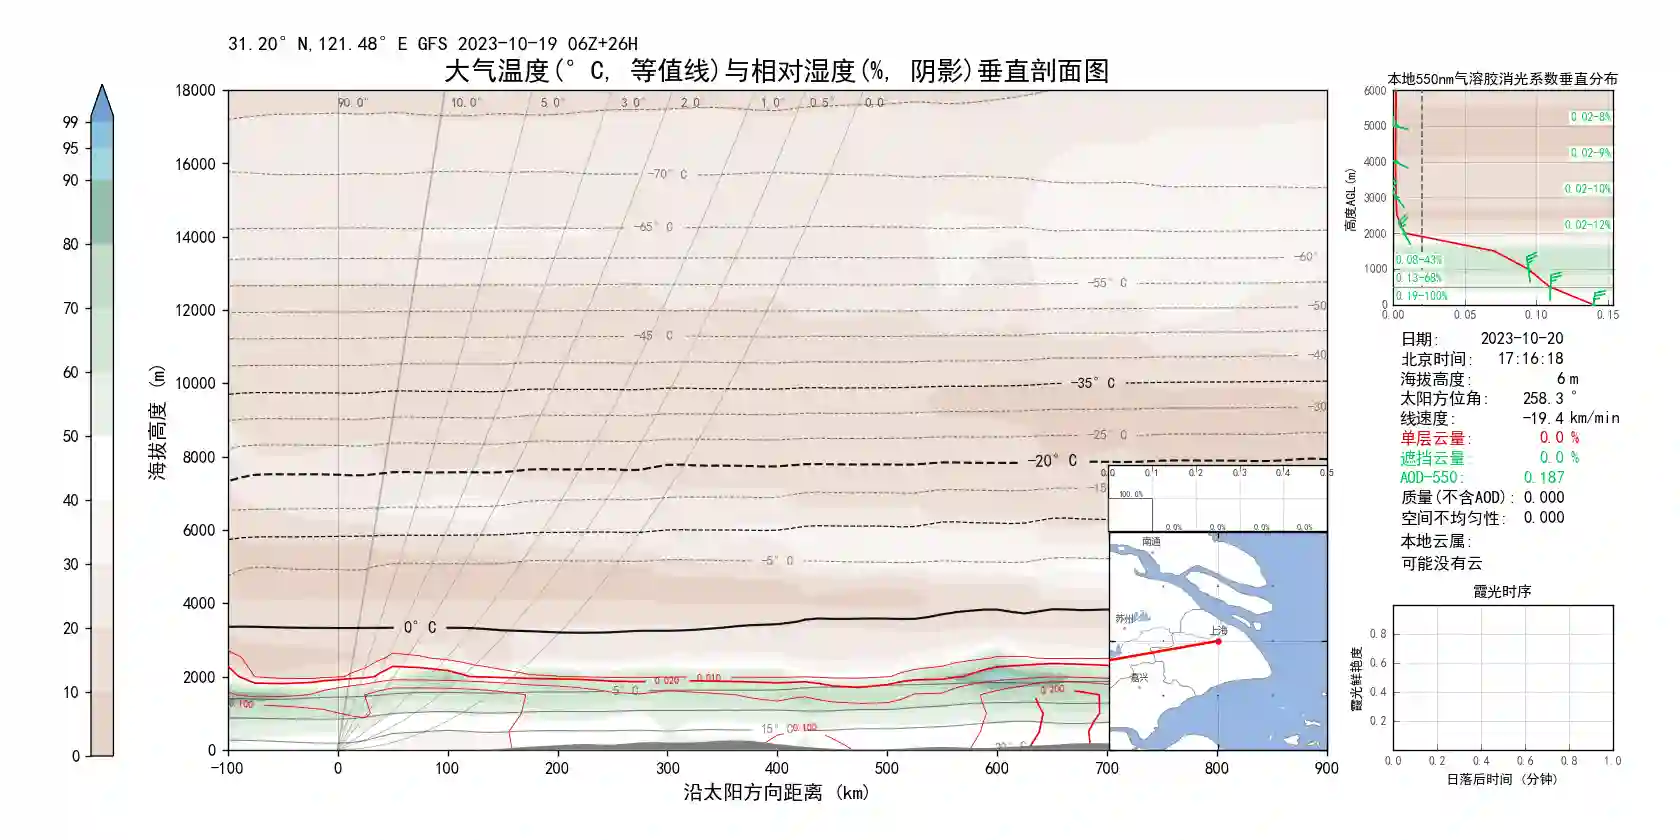 31.20°N,121.48°E GFS 2023-10-19 06Z+26H
大气温度(°C, 等值线)与相对湿度(%, 阴影)垂直剖面图
18000
16000
14000
12000
10000
8000
6000
4000
2000
0
海拔高度 (m)
-100
0
100
200
300
400
500
600
700
800
900
沿太阳方向距离 (km)
99
95
90
80
70
60
50
40
30
20
10
0
90.0°
10.0°
5.0°
3.0°
2.0
1.0°
0.5°
0.0
-70°C
-65°C
-60°
-55°C
-50
-45°C
-40
-35°C
-30
-25°C
-20°C
-15
-5°C
0°C
5°C
15°C
20°C
0.020
0.010
0.100
0.100
0.200
0.0
0.1
0.2
0.3
0.4
0.5
100.0%
0.0%
0.0%
0.0%
0.0%
南通
苏州
上海
嘉兴
本地550nm气溶胶消光系数垂直分布
6000
5000
4000
3000
2000
1000
0
高度AGL(m)
0.02-8%
0.02-9%
0.02-10%
0.02-12%
0.08-43%
0.13-68%
0.19-100%
0.00
0.05
0.10
0.15
日期: 2023-10-20
北京时间: 17:16:18
海拔高度: 6 m
太阳方位角: 258.3 °
线速度: -19.4 km/min
单层云量: 0.0 %
遮挡云量: 0.0 %
AOD-550: 0.187
质量(不含AOD): 0.000
空间不均匀性: 0.000
本地云属:
可能没有云
霞光时序
0.8
0.6
0.4
0.2
霞光鲜艳度
0.0
0.2
0.4
0.6
0.8
1.0
日落后时间 (分钟)